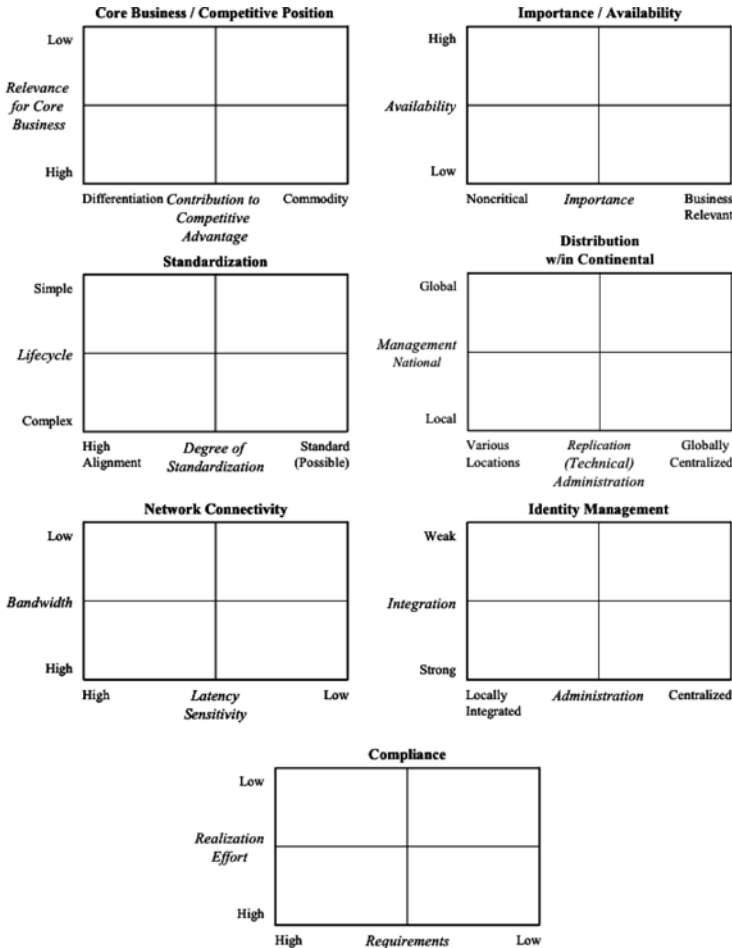 Core Business / Competitive Position
Low
Relevance
for Core
Business
High
Differentiation Contribution to Commodity
Competitive
Advantage
Importance / Availability
High
Availability
Low
Noncritical Importance Business
Relevant
Standardization
Simple
Lifecycle
Complex
High Degree of Standard
Alignment Standardization (Possible)
Distribution
w/in Continental
Global
Management
National
Local
Various Replication Globally
Locations (Technical) Centralized
Administration
Network Connectivity
Low
Bandwidth
High
High Latency Low
Sensitivity
Identity Management
Weak
Integration
Strong
Locally Administration Centralized
Integrated
Compliance
Low
Realization
Effort
High
High Requirements Low